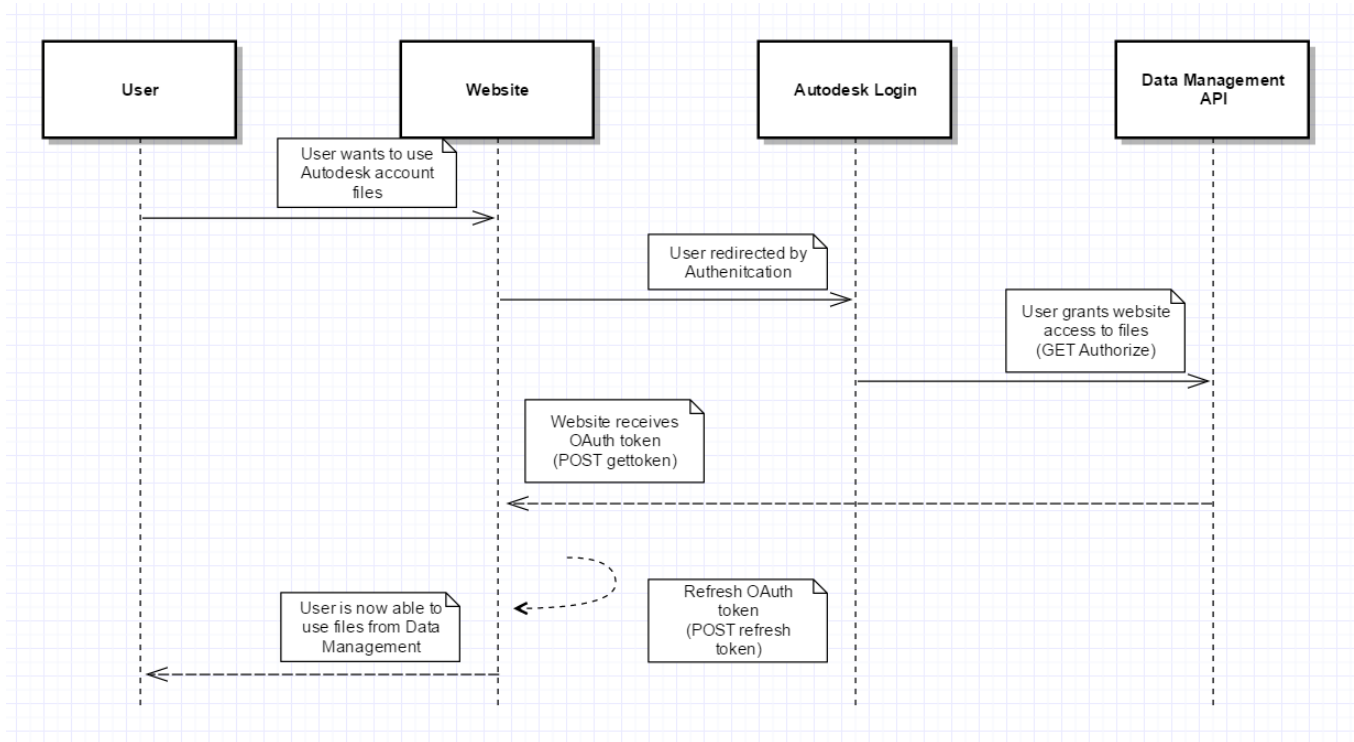 User
Website
Autodesk Login
Data Management
API
User wants to use
Autodesk account
files
User redirected by
Authenitcation
User grants website
access to files
(GET Authorize)
Website receives
OAuth token
(POST gettoken)
Refresh OAuth
token
(POST refresh
token)
User is now able to
use files from Data
Management